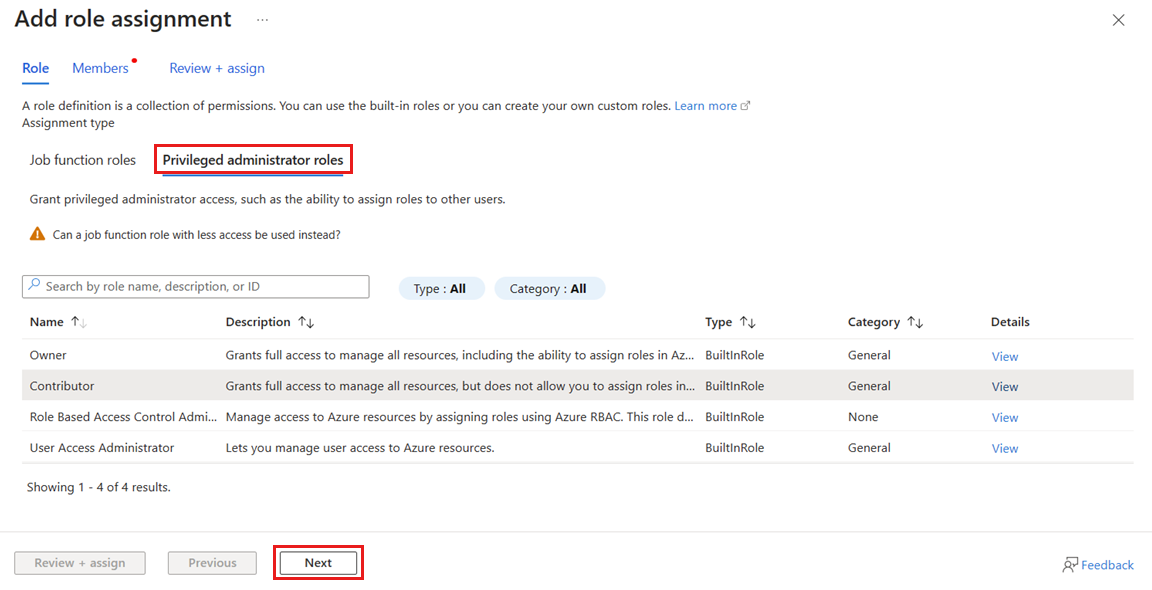 Add role assignment ...
Role Members Review + assign
A role definition is a collection of permissions. You can use the built-in roles or you can create your own custom roles. Learn more
Assignment type
Job function roles Privileged administrator roles
Grant privileged administrator access, such as the ability to assign roles to other users.
Can a job function role with less access be used instead?
Search by role name, description, or ID Type : All Category : All
Name ↑↓ Description ↑↓ Type ↑↓ Category ↑↓ Details
Owner Grants full access to manage all resources, including the ability to assign roles in Az... BuiltInRole General View
Contributor Grants full access to manage all resources, but does not allow you to assign roles in... BuiltInRole General View
Role Based Access Control Admi... Manage access to Azure resources by assigning roles using Azure RBAC. This role d... BuiltInRole None View
User Access Administrator Lets you manage user access to Azure resources. BuiltInRole General View
Showing 1 - 4 of 4 results.
Review + assign Previous Next Feedback